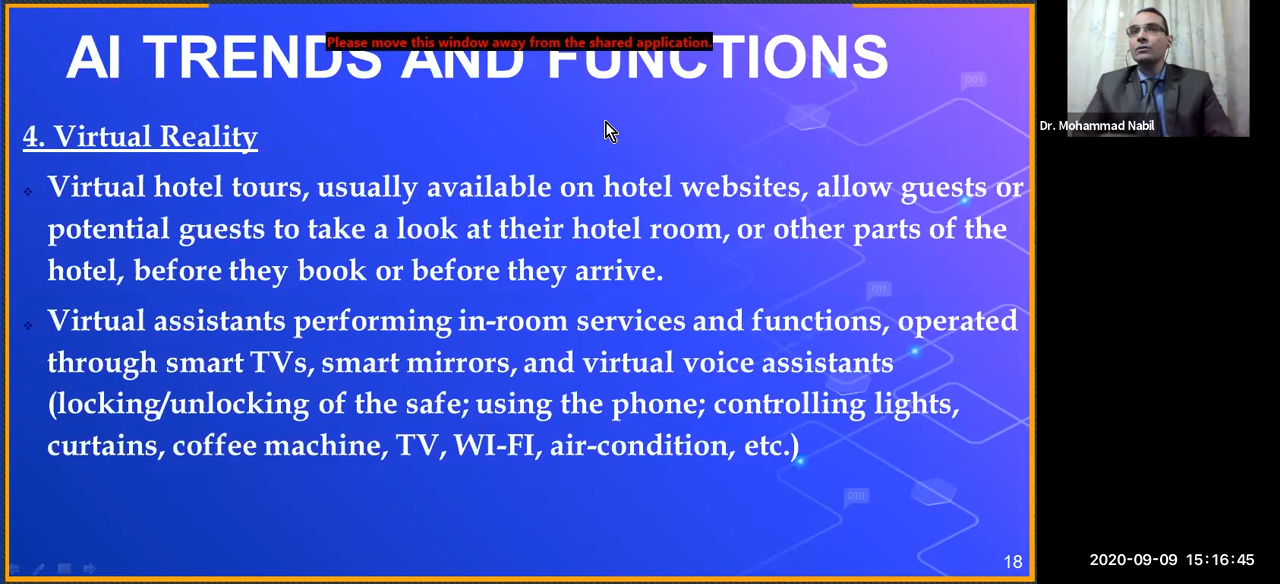 AI TRENDS AND FUNCTIONS
Please move this window away from the shared application.
Dr. Mohammad Nabil
4. Virtual Reality
Virtual hotel tours, usually available on hotel websites, allow guests or
potential guests to take a look at their hotel room, or other parts of the
hotel, before they book or before they arrive.
Virtual assistants performing in-room services and functions, operated
through smart TVs, smart mirrors, and virtual voice assistants
(locking/unlocking of the safe; using the phone; controlling lights,
curtains, coffee machine, TV, WI-FI, air-condition, etc.)
001
011
010
18
2020-09-09 15:16:45